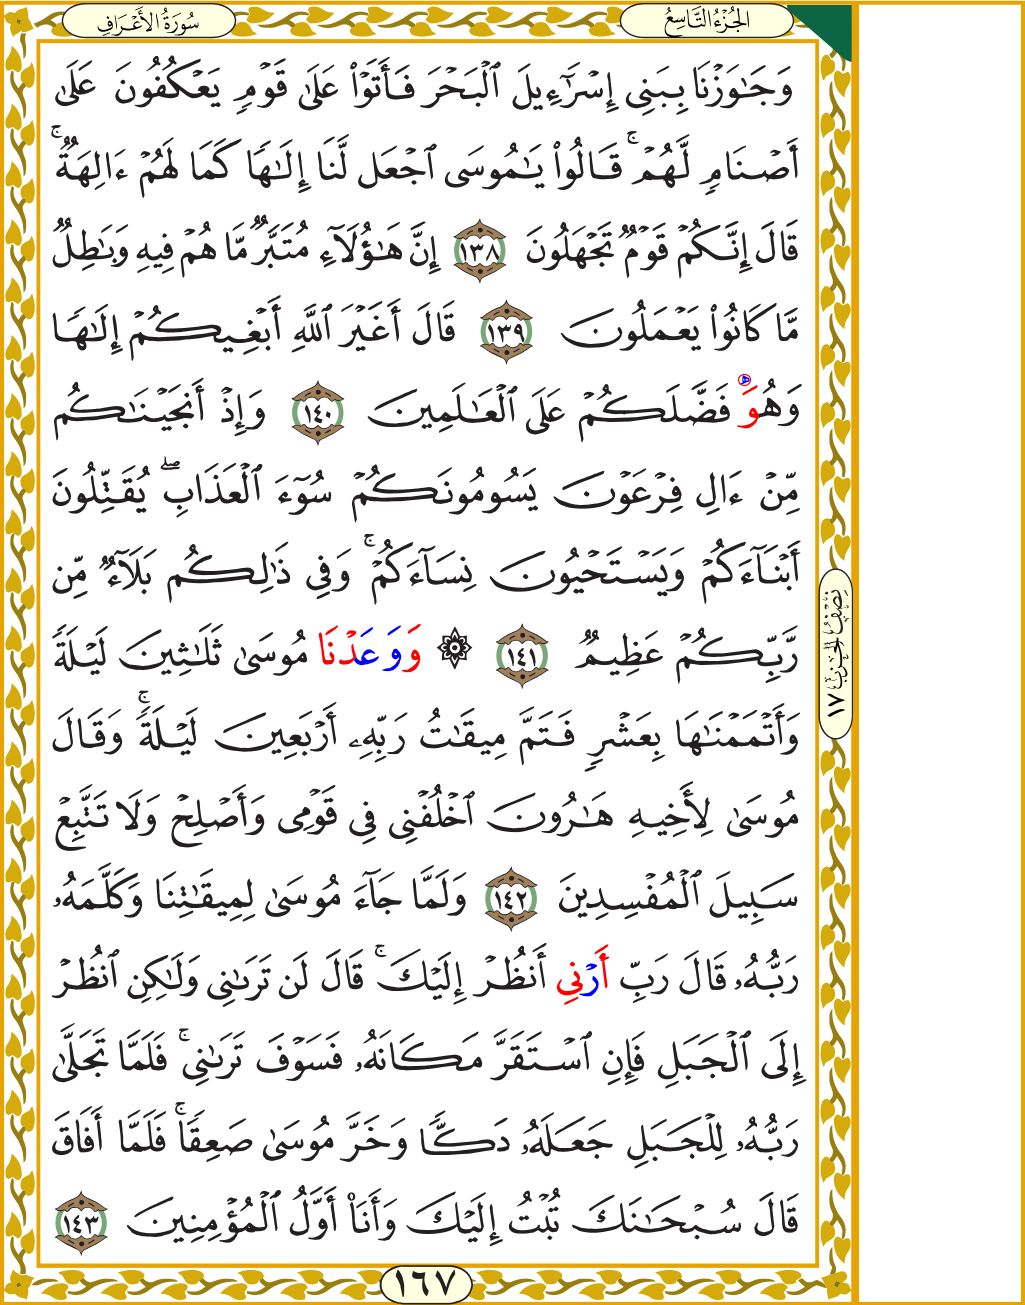 الجُزْءُ التَّاسِعُ
سُورَةُ الأَعْرَافِ
وَجَٰوَزْنَا بِبَنِىٓ إِسْرَٰٓءِيلَ ٱلْبَحْرَ فَأَتَوْا۟ عَلَىٰ قَوْمٍۢ يَعْكُفُونَ عَلَىٰٓ
أَصْنَامٍۢ لَّهُمْ ۚ قَالُوا۟ يَٰمُوسَى ٱجْعَل لَّنَآ إِلَٰهًۭا كَمَا لَهُمْ ءَالِهَةٌۭ ۚ
قَالَ إِنَّكُمْ قَوْمٌۭ تَجْهَلُونَ ١٣٨ إِنَّ هَٰٓؤُلَآءِ مُتَبَّرٌۭ مَّا هُمْ فِيهِ وَبَٰطِلٌۭ
مَّا كَانُوا۟ يَعْمَلُونَ ١٣٩ قَالَ أَغَيْرَ ٱللَّهِ أَبْغِيكُمْ إِلَٰهًۭا
وَهُوَ فَضَّلَكُمْ عَلَى ٱلْعَٰلَمِينَ ١٤٠ وَإِذْ أَنجَيْنَٰكُم
مِّنْ ءَالِ فِرْعَوْنَ يَسُومُونَكُمْ سُوٓءَ ٱلْعَذَابِ ۖ يُقَتِّلُونَ
أَبْنَآءَكُمْ وَيَسْتَحْيُونَ نِسَآءَكُمْ ۚ وَفِى ذَٰلِكُم بَلَآءٌۭ مِّن
رَّبِّكُمْ عَظِيمٌۭ ١٤١ ۞ وَوَعَدْنَا مُوسَىٰ ثَلَٰثِينَ لَيْلَةًۭ
وَأَتْمَمْنَٰهَا بِعَشْرٍۢ فَتَمَّ مِيقَٰتُ رَبِّهِۦٓ أَرْبَعِينَ لَيْلَةًۭ ۚ وَقَالَ
مُوسَىٰ لِأَخِيهِ هَٰرُونَ ٱخْلُفْنِى فِى قَوْمِى وَأَصْلِحْ وَلَا تَتَّبِعْ
سَبِيلَ ٱلْمُفْسِدِينَ ١٤٢ وَلَمَّا جَآءَ مُوسَىٰ لِمِيقَٰتِنَا وَكَلَّمَهُۥ
رَبُّهُۥ قَالَ رَبِّ أَرْنِىٓ أَنظُرْ إِلَيْكَ ۚ قَالَ لَن تَرَىٰنِى وَلَٰكِنِ ٱنظُرْ
إِلَى ٱلْجَبَلِ فَإِنِ ٱسْتَقَرَّ مَكَانَهُۥ فَسَوْفَ تَرَىٰنِى ۚ فَلَمَّا تَجَلَّىٰ
رَبُّهُۥ لِلْجَبَلِ جَعَلَهُۥ دَكًّۭا وَخَرَّ مُوسَىٰ صَعِقًۭا ۚ فَلَمَّآ أَفَاقَ
قَالَ سُبْحَٰنَكَ تُبْتُ إِلَيْكَ وَأَنَا۠ أَوَّلُ ٱلْمُؤْمِنِينَ ١٤٣
نِصْفُ الحِزْبِ ١٧
١٦٧